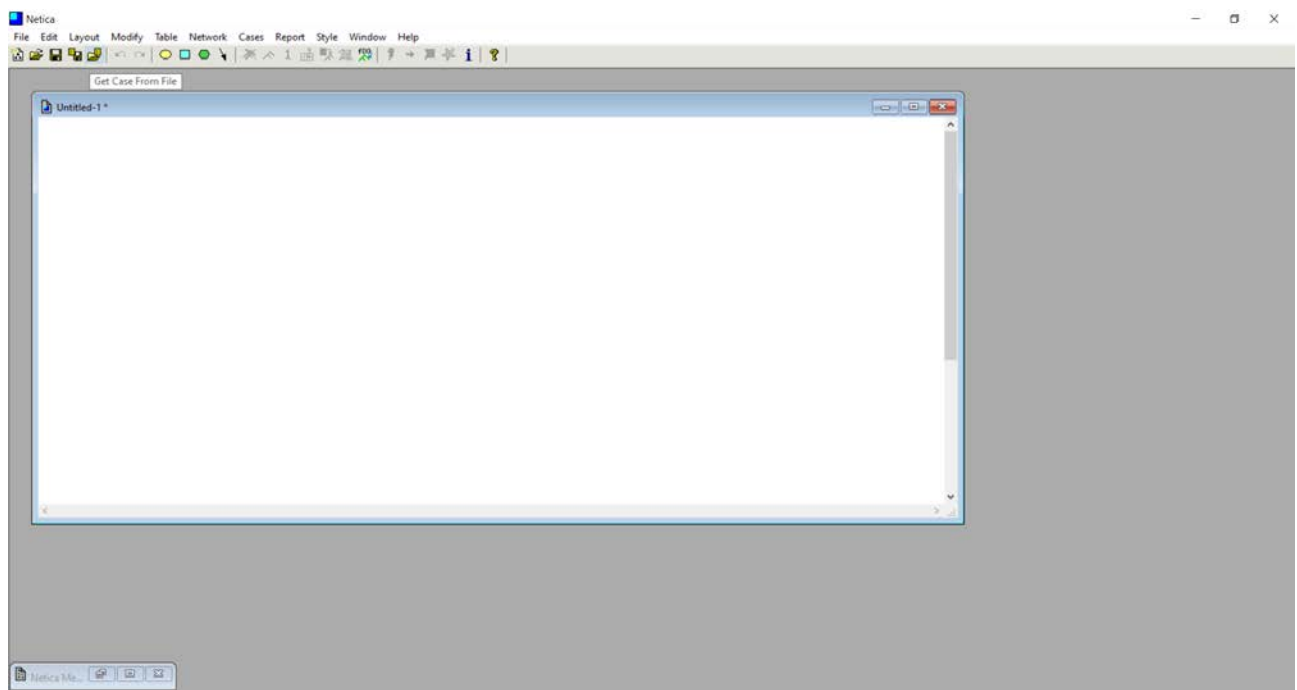 Netica
File Edit Layout Modify Table Network Cases Report Style Window Help
Get Case From File
Untitled-1 *
Netica Me...